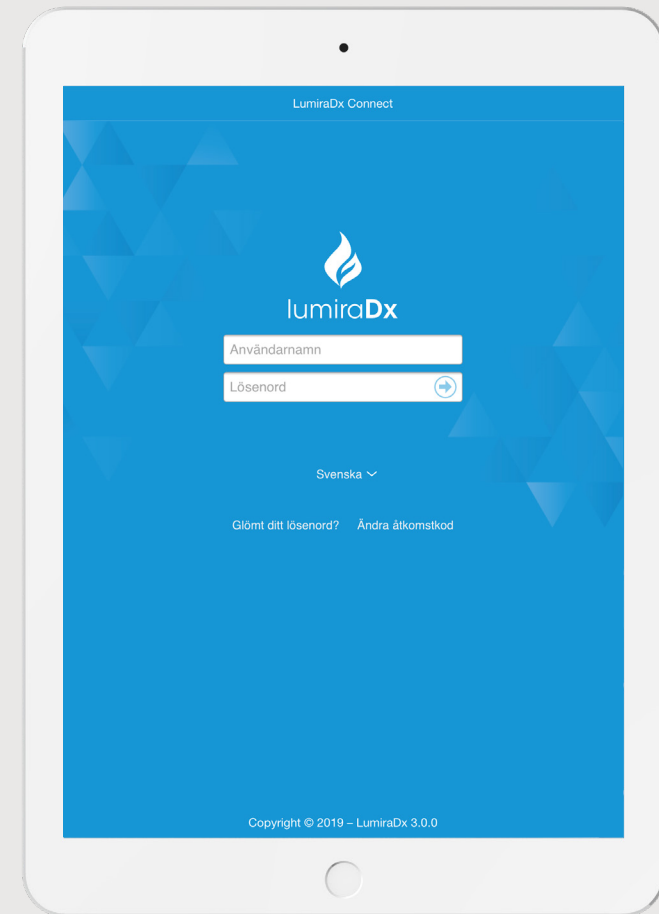 LumiraDx Connect
lumiraDx
Användarnamn
Lösenord
Svenska
Glömt ditt lösenord? Ändra åtkomstkod
Copyright © 2019 – LumiraDx 3.0.0